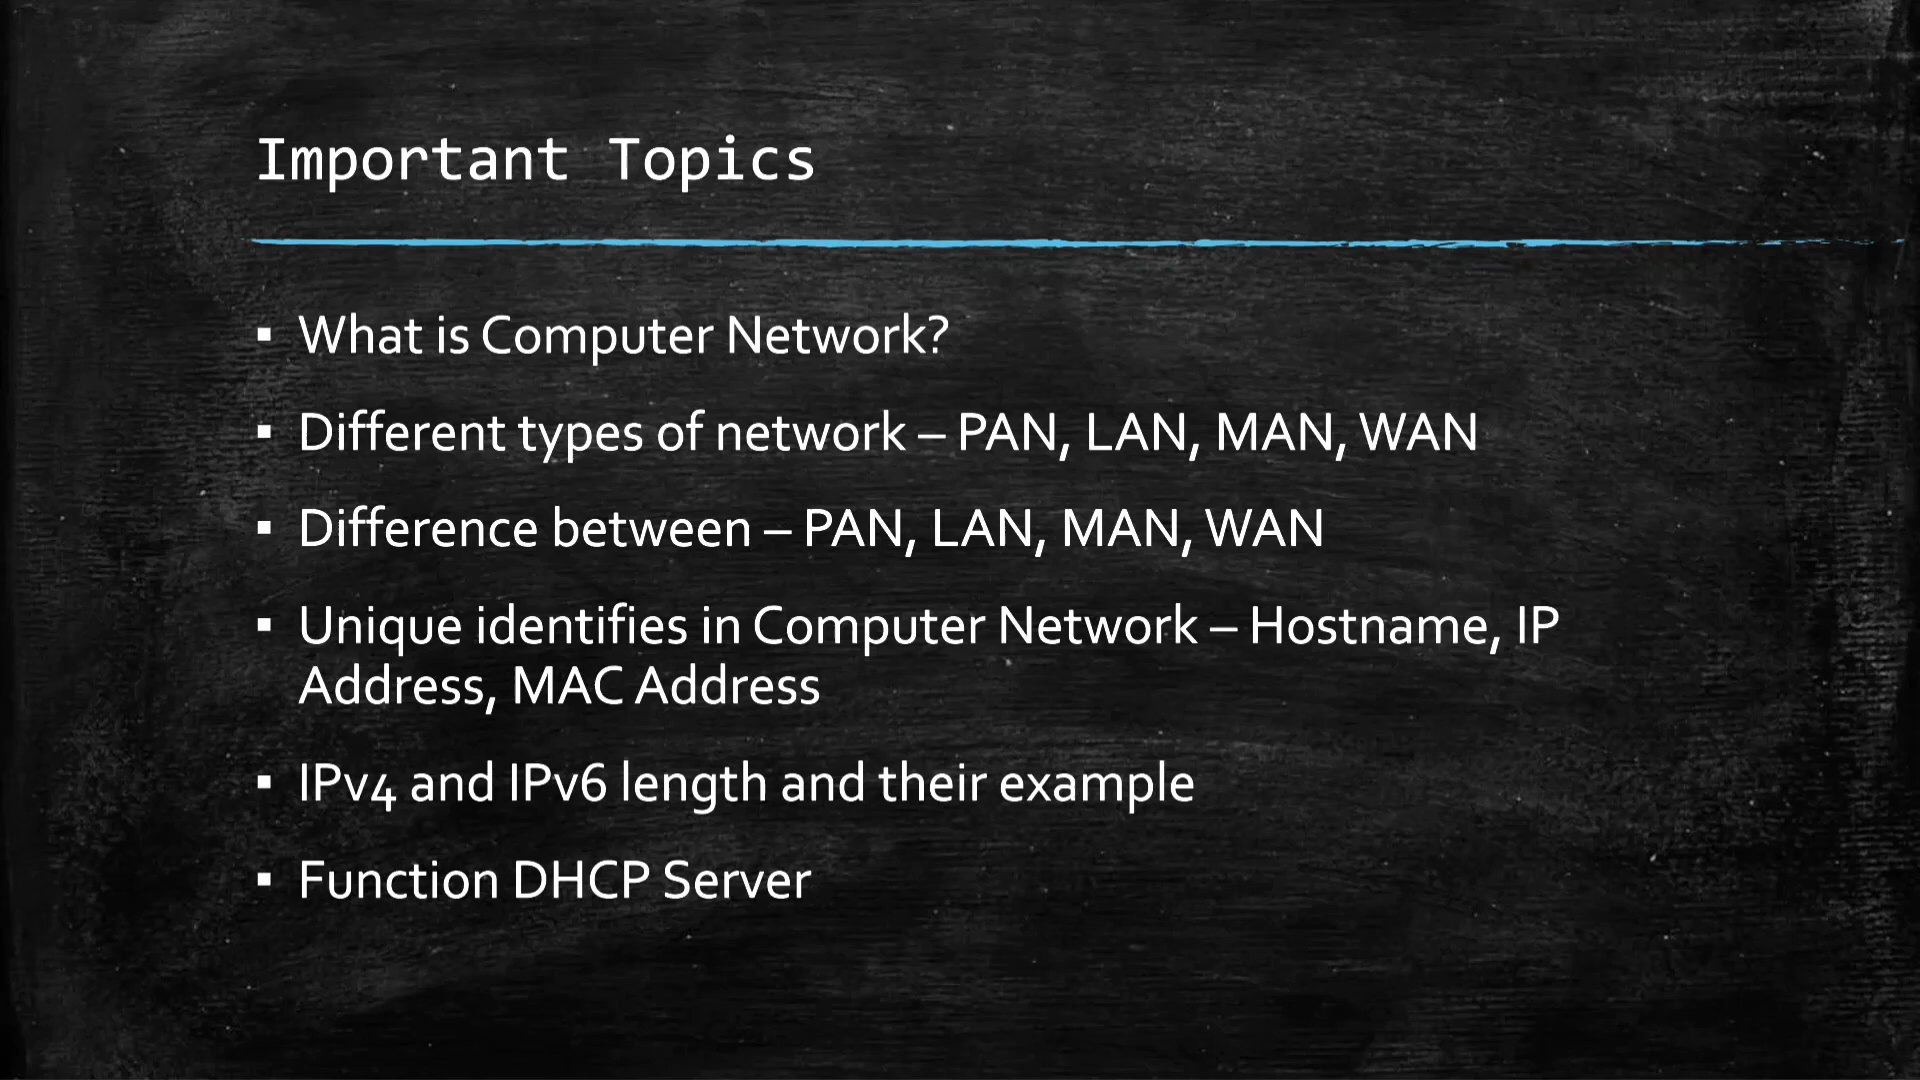 Important Topics
▪ What is Computer Network?
▪ Different types of network – PAN, LAN, MAN, WAN
▪ Difference between – PAN, LAN, MAN, WAN
▪ Unique identifies in Computer Network – Hostname, IP
Address, MAC Address
▪ IPv4 and IPv6 length and their example
▪ Function DHCP Server